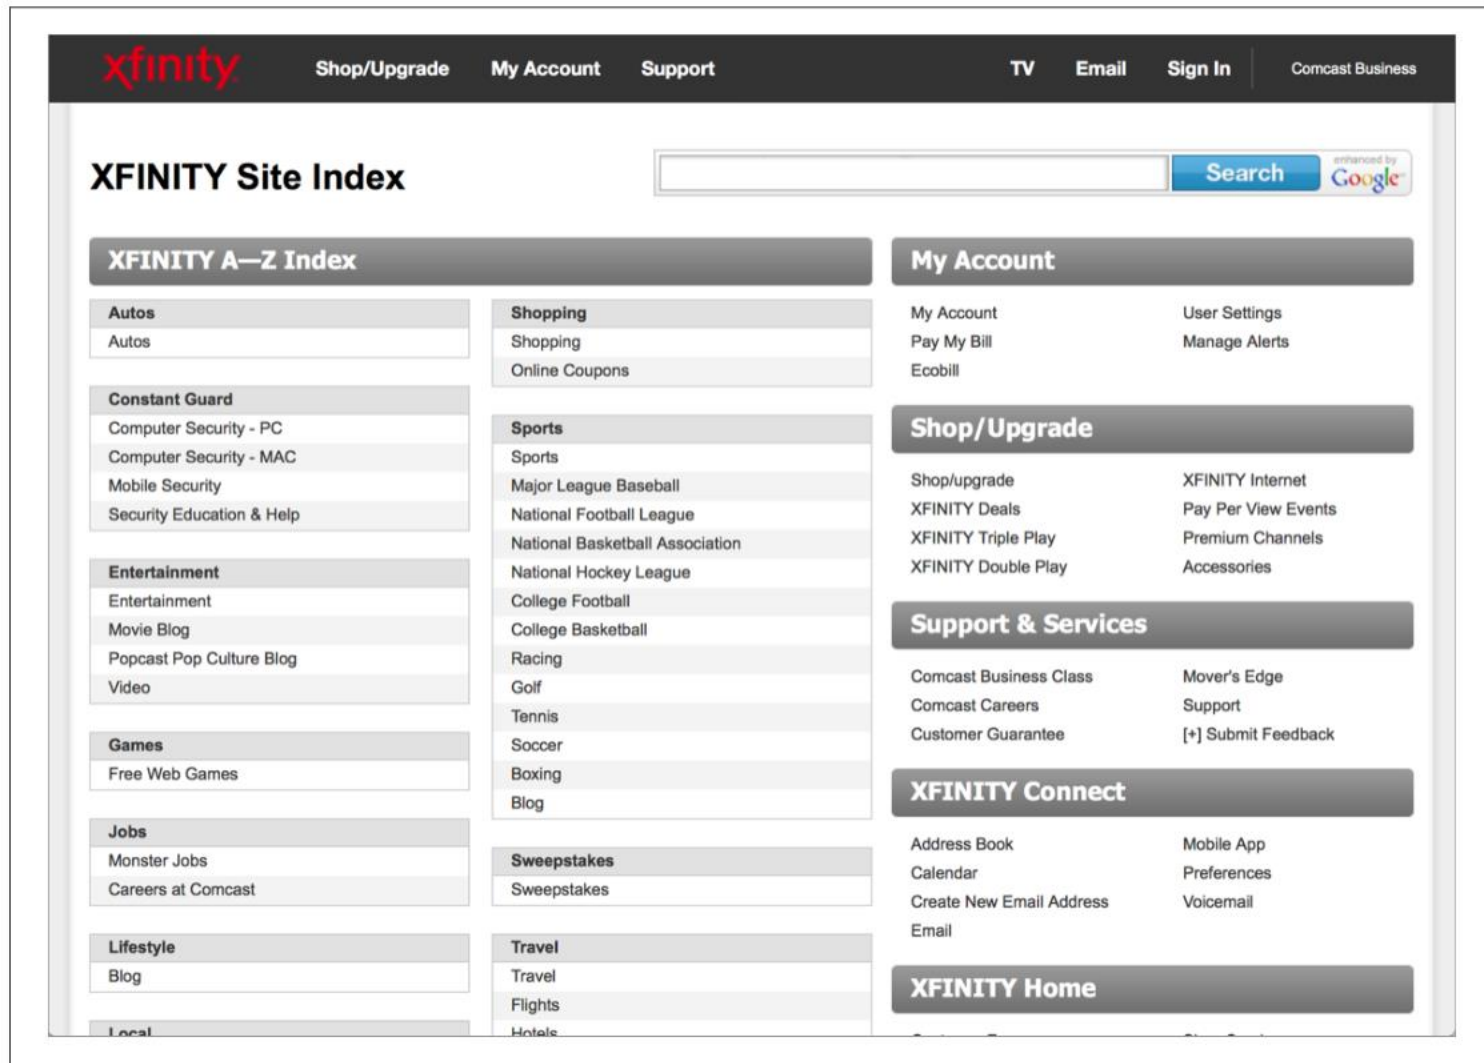 xfinity Shop/Upgrade My Account Support TV Email Sign In Comcast Business
XFINITY Site Index
Search enhanced by Google
XFINITY A—Z Index
Autos
Autos
Constant Guard
Computer Security - PC
Computer Security - MAC
Mobile Security
Security Education & Help
Entertainment
Entertainment
Movie Blog
Popcast Pop Culture Blog
Video
Games
Free Web Games
Jobs
Monster Jobs
Careers at Comcast
Lifestyle
Blog
Local
Shopping
Shopping
Online Coupons
Sports
Sports
Major League Baseball
National Football League
National Basketball Association
National Hockey League
College Football
College Basketball
Racing
Golf
Tennis
Soccer
Boxing
Blog
Sweepstakes
Sweepstakes
Travel
Travel
Flights
Hotels
My Account
My Account User Settings
Pay My Bill Manage Alerts
Ecobill
Shop/Upgrade
Shop/upgrade XFINITY Internet
XFINITY Deals Pay Per View Events
XFINITY Triple Play Premium Channels
XFINITY Double Play Accessories
Support & Services
Comcast Business Class Mover's Edge
Comcast Careers Support
Customer Guarantee [+] Submit Feedback
XFINITY Connect
Address Book Mobile App
Calendar Preferences
Create New Email Address Voicemail
Email
XFINITY Home